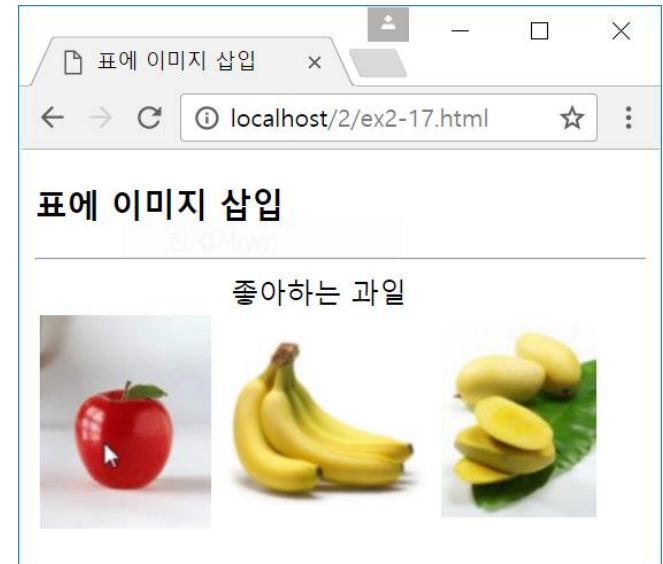 표에 이미지 삽입
localhost/2/ex2-17.html
표에 이미지 삽입
좋아하는 과일